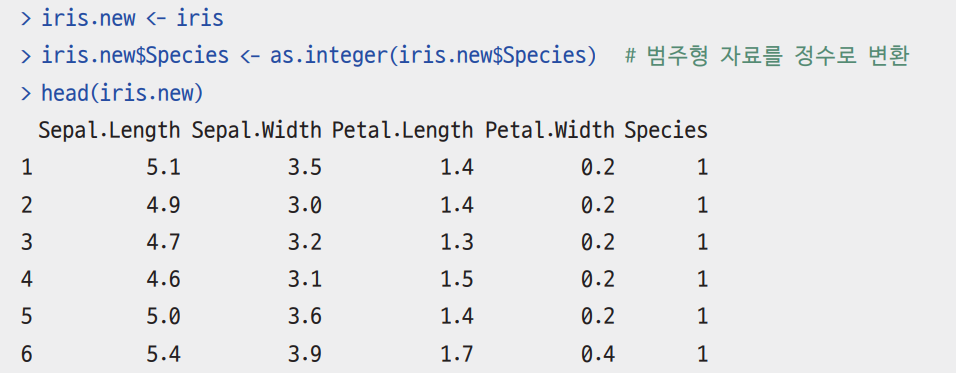 > iris.new <- iris
> iris.new$Species <- as.integer(iris.new$Species)  # 범주형 자료를 정수로 변환
> head(iris.new)
  Sepal.Length Sepal.Width Petal.Length Petal.Width Species
1          5.1         3.5          1.4         0.2       1
2          4.9         3.0          1.4         0.2       1
3          4.7         3.2          1.3         0.2       1
4          4.6         3.1          1.5         0.2       1
5          5.0         3.6          1.4         0.2       1
6          5.4         3.9          1.7         0.4       1